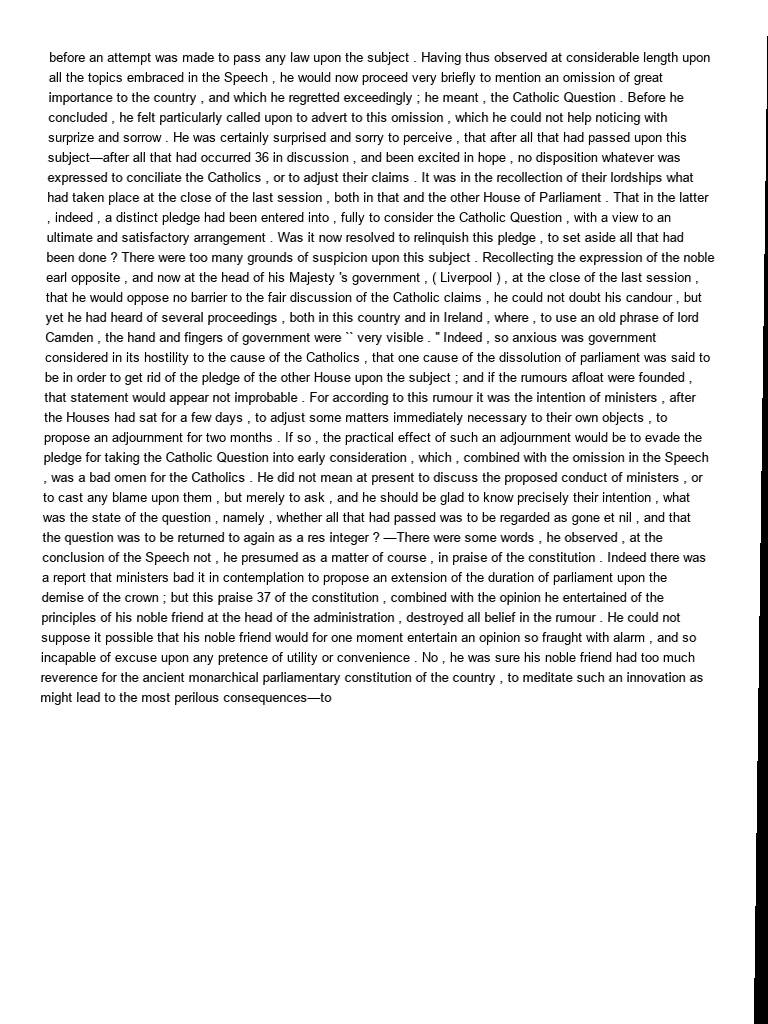 before an attempt was made to pass any law upon the subject . Having thus observed at considerable length upon
all the topics embraced in the Speech , he would now proceed very briefly to mention an omission of great
importance to the country , and which he regretted exceedingly ; he meant , the Catholic Question . Before he
concluded , he felt particularly called upon to advert to this omission , which he could not help noticing with
surprize and sorrow . He was certainly surprised and sorry to perceive , that after all that had passed upon this
subject—after all that had occurred 36 in discussion , and been excited in hope , no disposition whatever was
expressed to conciliate the Catholics , or to adjust their claims . It was in the recollection of their lordships what
had taken place at the close of the last session , both in that and the other House of Parliament . That in the latter
, indeed , a distinct pledge had been entered into , fully to consider the Catholic Question , with a view to an
ultimate and satisfactory arrangement . Was it now resolved to relinquish this pledge , to set aside all that had
been done ? There were too many grounds of suspicion upon this subject . Recollecting the expression of the noble
earl opposite , and now at the head of his Majesty 's government , ( Liverpool ) , at the close of the last session ,
that he would oppose no barrier to the fair discussion of the Catholic claims , he could not doubt his candour , but
yet he had heard of several proceedings , both in this country and in Ireland , where , to use an old phrase of lord
Camden , the hand and fingers of government were `` very visible . " Indeed , so anxious was government
considered in its hostility to the cause of the Catholics , that one cause of the dissolution of parliament was said to
be in order to get rid of the pledge of the other House upon the subject ; and if the rumours afloat were founded ,
that statement would appear not improbable . For according to this rumour it was the intention of ministers , after
the Houses had sat for a few days , to adjust some matters immediately necessary to their own objects , to
propose an adjournment for two months . If so , the practical effect of such an adjournment would be to evade the
pledge for taking the Catholic Question into early consideration , which , combined with the omission in the Speech
, was a bad omen for the Catholics . He did not mean at present to discuss the proposed conduct of ministers , or
to cast any blame upon them , but merely to ask , and he should be glad to know precisely their intention , what
was the state of the question , namely , whether all that had passed was to be regarded as gone et nil , and that
the question was to be returned to again as a res integer ? —There were some words , he observed , at the
conclusion of the Speech not , he presumed as a matter of course , in praise of the constitution . Indeed there was
a report that ministers bad it in contemplation to propose an extension of the duration of parliament upon the
demise of the crown ; but this praise 37 of the constitution , combined with the opinion he entertained of the
principles of his noble friend at the head of the administration , destroyed all belief in the rumour . He could not
suppose it possible that his noble friend would for one moment entertain an opinion so fraught with alarm , and so
incapable of excuse upon any pretence of utility or convenience . No , he was sure his noble friend had too much
reverence for the ancient monarchical parliamentary constitution of the country , to meditate such an innovation as
might lead to the most perilous consequences—to